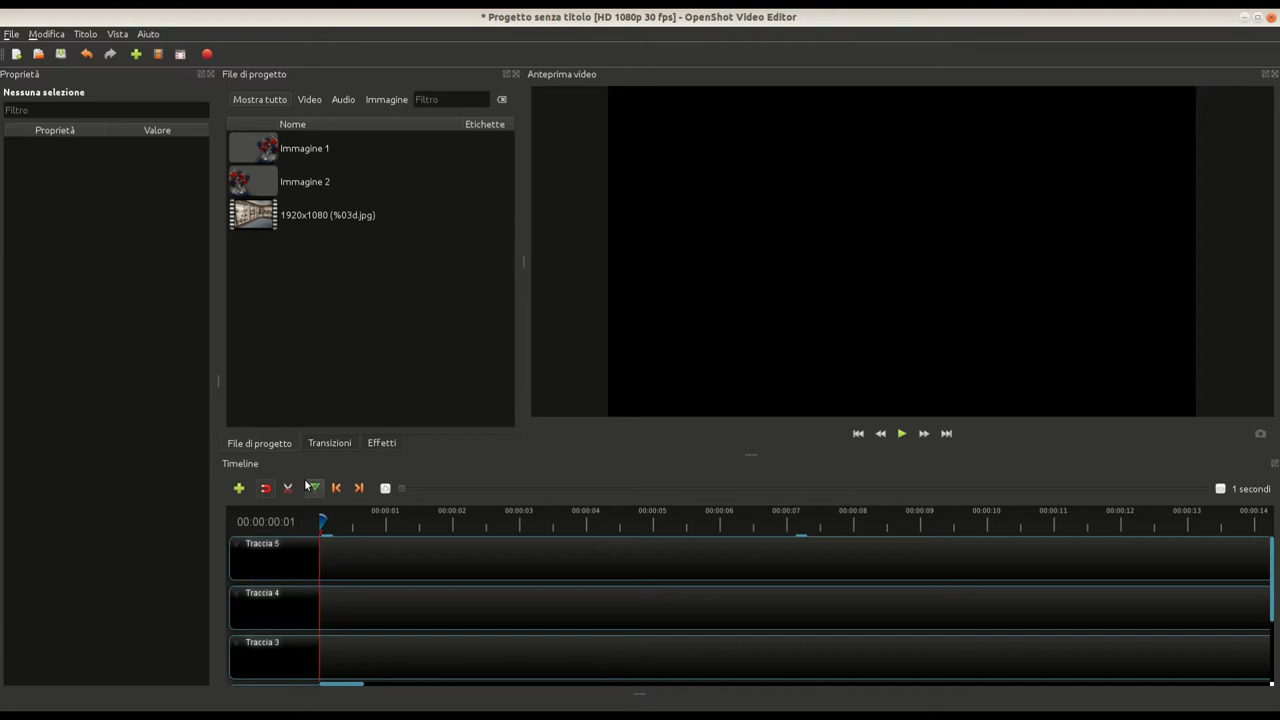 * Progetto senza titolo [HD 1080p 30 fps] - OpenShot Video Editor
File Modifica Titolo Vista Aiuto
Proprietà
Nessuna selezione
Filtro
Proprietà Valore
File di progetto
Mostra tutto Video Audio Immagine Filtro
Nome Etichette
Immagine 1
Immagine 2
1920x1080 (%03d.jpg)
File di progetto Transizioni Effetti
Anteprima video
Timeline
1 secondi
00:00:00:01
00:00:01 00:00:02 00:00:03 00:00:04 00:00:05 00:00:06 00:00:07 00:00:08 00:00:09 00:00:10 00:00:11 00:00:12 00:00:13 00:00:14
Traccia 5
Traccia 4
Traccia 3